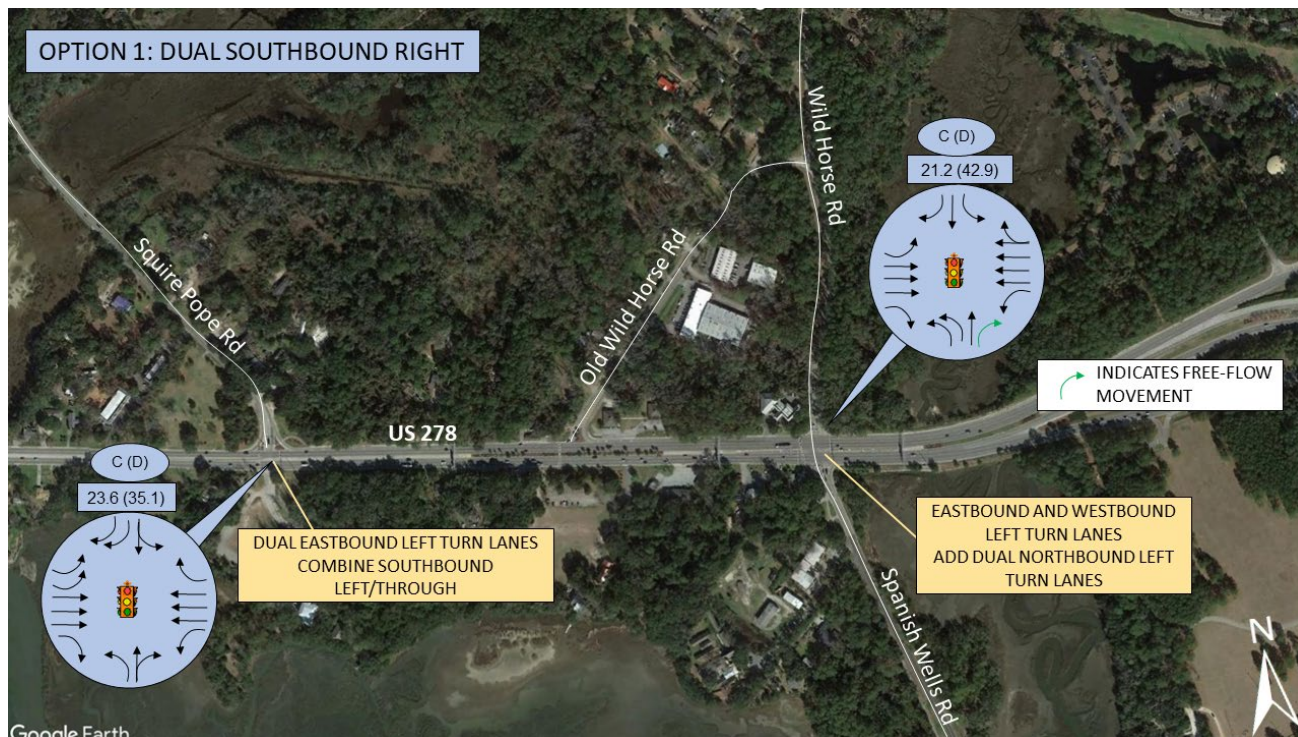 OPTION 1: DUAL SOUTHBOUND RIGHT
Wild Horse Rd
C (D)
21.2 (42.9)
Squire Pope Rd
Old Wild Horse Rd
INDICATES FREE-FLOW
MOVEMENT
US 278
C (D)
23.6 (35.1)
DUAL EASTBOUND LEFT TURN LANES
COMBINE SOUTHBOUND
LEFT/THROUGH
EASTBOUND AND WESTBOUND
LEFT TURN LANES
ADD DUAL NORTHBOUND LEFT
TURN LANES
Spanish Wells Rd
N
Google Earth